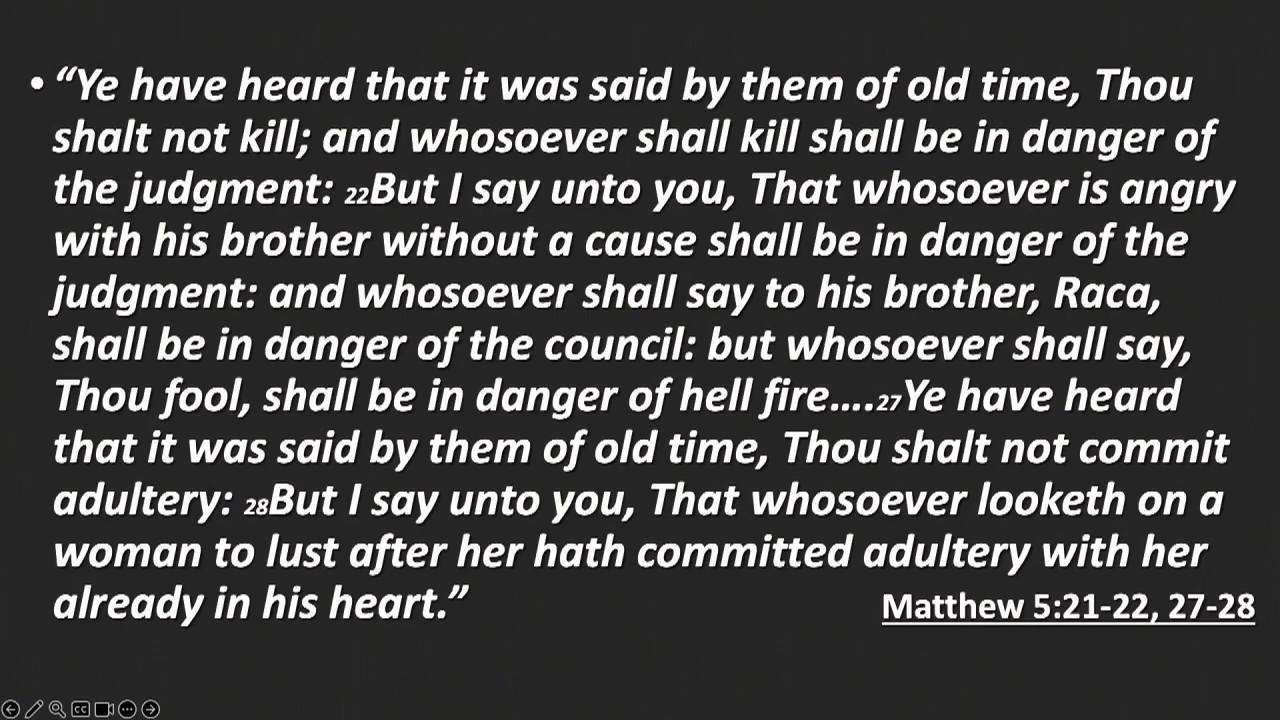 • “Ye have heard that it was said by them of old time, Thou
shalt not kill; and whosoever shall kill shall be in danger of
the judgment: 22But I say unto you, That whosoever is angry
with his brother without a cause shall be in danger of the
judgment: and whosoever shall say to his brother, Raca,
shall be in danger of the council: but whosoever shall say,
Thou fool, shall be in danger of hell fire….27Ye have heard
that it was said by them of old time, Thou shalt not commit
adultery: 28But I say unto you, That whosoever looketh on a
woman to lust after her hath committed adultery with her
already in his heart.”
Matthew 5:21-22, 27-28
CC